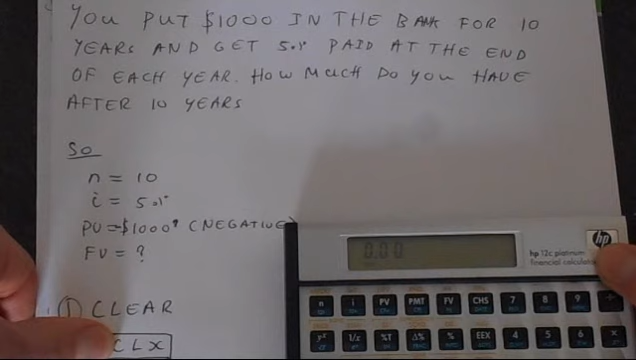 YOU PUT $1000 IN THE BANK FOR 10
YEARS AND GET 5% PAID AT THE END
OF EACH YEAR. HOW MUCH DO YOU HAVE
AFTER 10 YEARS
SO
n = 10
i = 5%
PV = $1000 (NEGATIVE)
FV = ?
① CLEAR
CLX
0.00
hp
hp 12c platinum
financial calculator
n i PV PMT FV CHS 7 8 9 ÷
y^x 1/x %T Δ% % EEX 4 5 6 ×